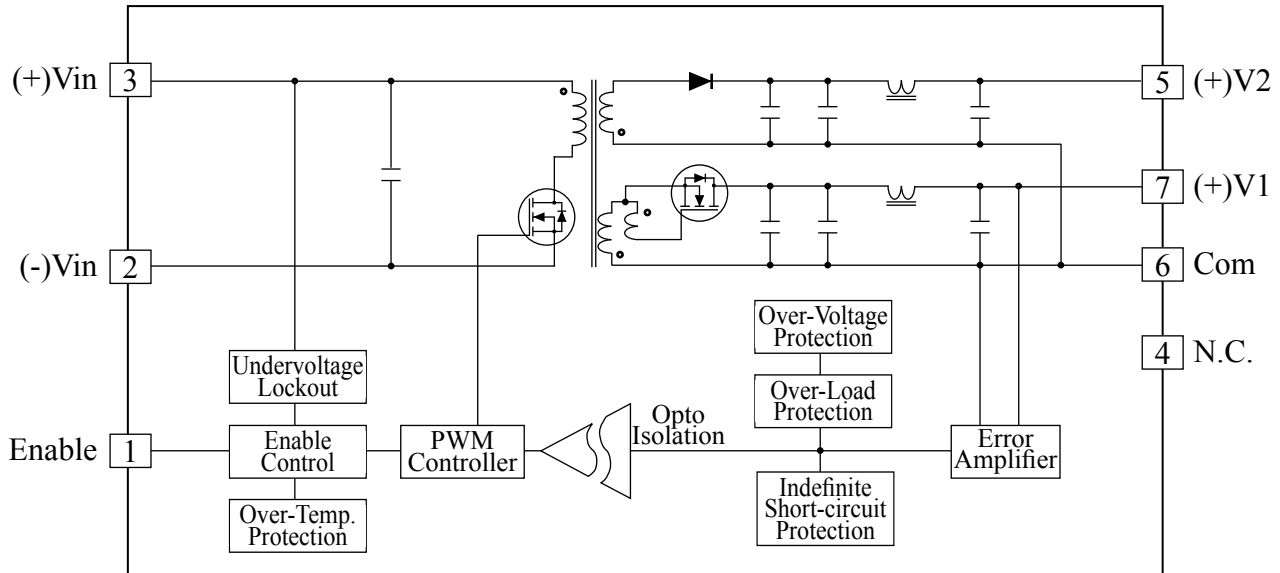 (+)Vin
3
5
(+)V2
7
(+)V1
(-)Vin
2
6
Com
Over-Voltage
Protection
4
N.C.
Undervoltage
Lockout
Over-Load
Protection
Opto
Isolation
Enable
1
Enable
Control
PWM
Controller
Error
Amplifier
Indefinite
Short-circuit
Protection
Over-Temp.
Protection